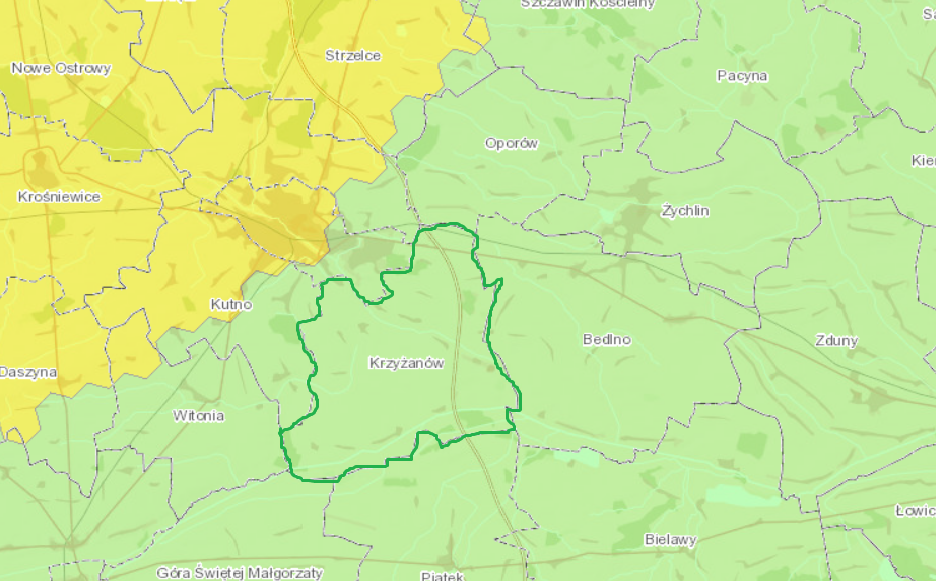 Szczawin Kościelny
Strzelce
Nowe Ostrowy
Pacyna
Oporów
Krośniewice
Żychlin
Kutno
Bedlno
Zduny
Krzyżanów
Daszyna
Witonia
Łowic
Bielawy
Góra Świętej Małgorzaty
Piątek